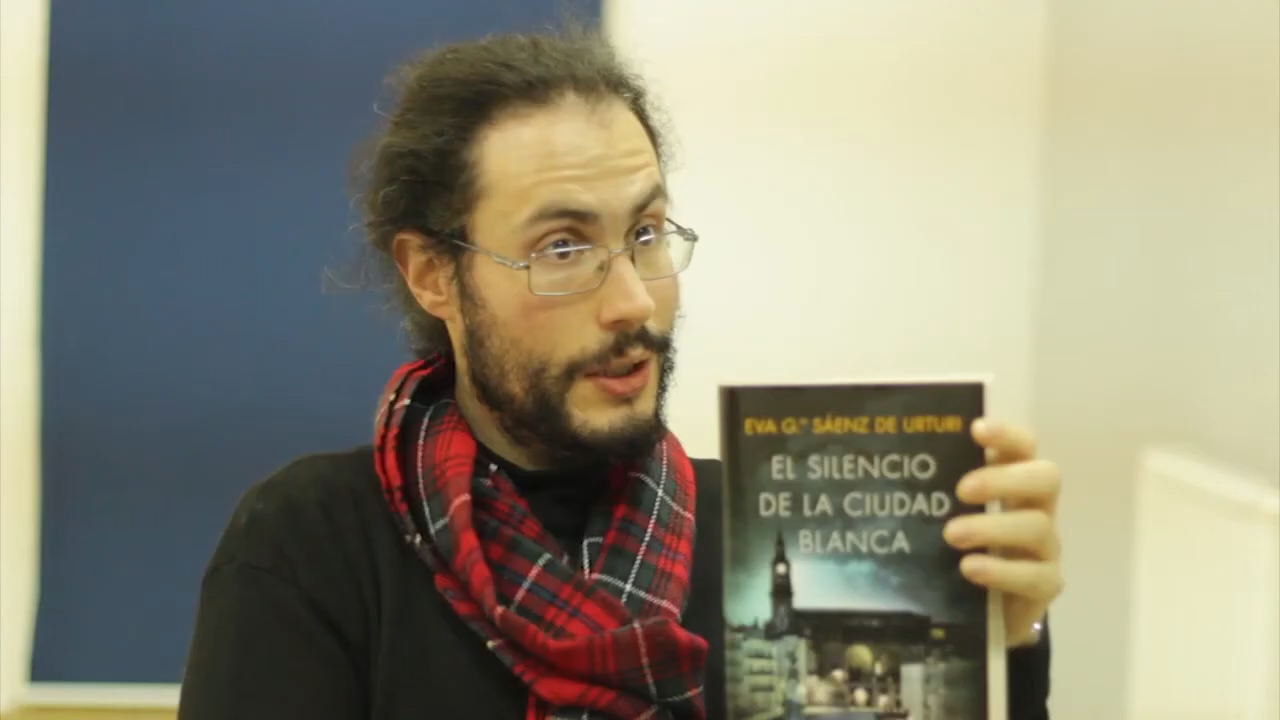 EVA G.ª SÁENZ DE URTURI
EL SILENCIO
DE LA CIUDAD
BLANCA